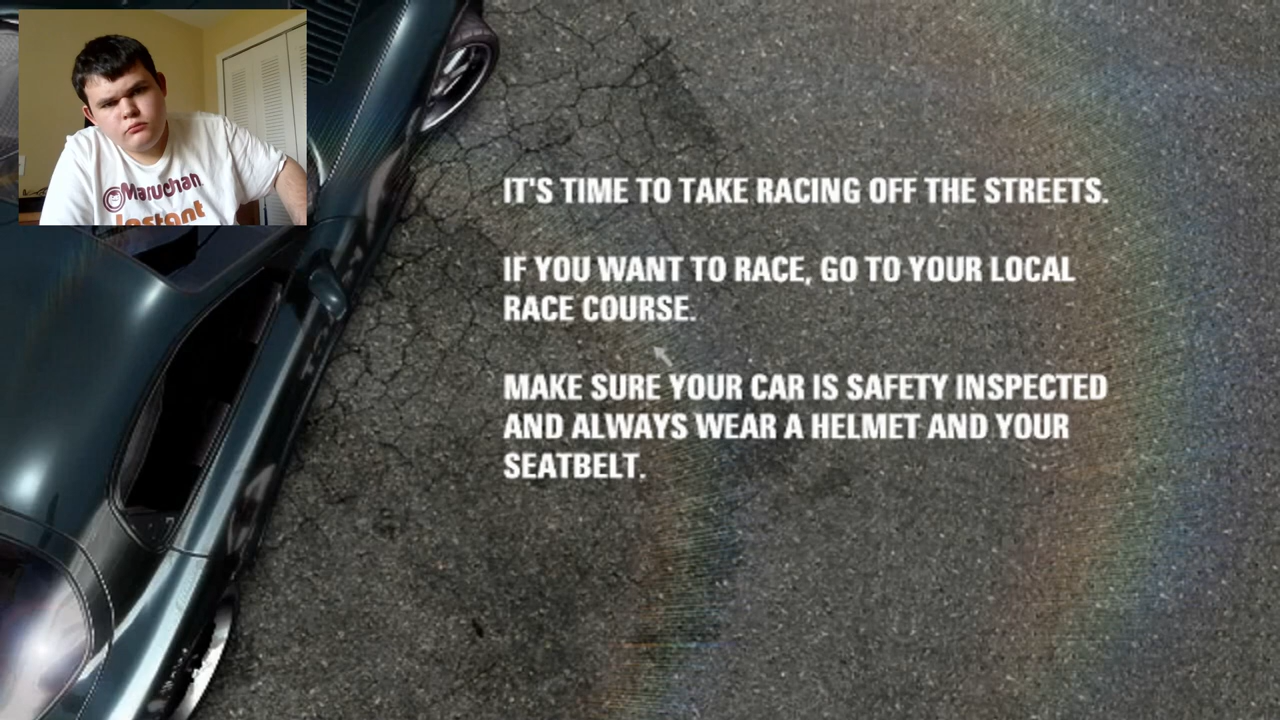 Maruchan
Instant
IT'S TIME TO TAKE RACING OFF THE STREETS.
IF YOU WANT TO RACE, GO TO YOUR LOCAL
RACE COURSE.
MAKE SURE YOUR CAR IS SAFETY INSPECTED
AND ALWAYS WEAR A HELMET AND YOUR
SEATBELT.